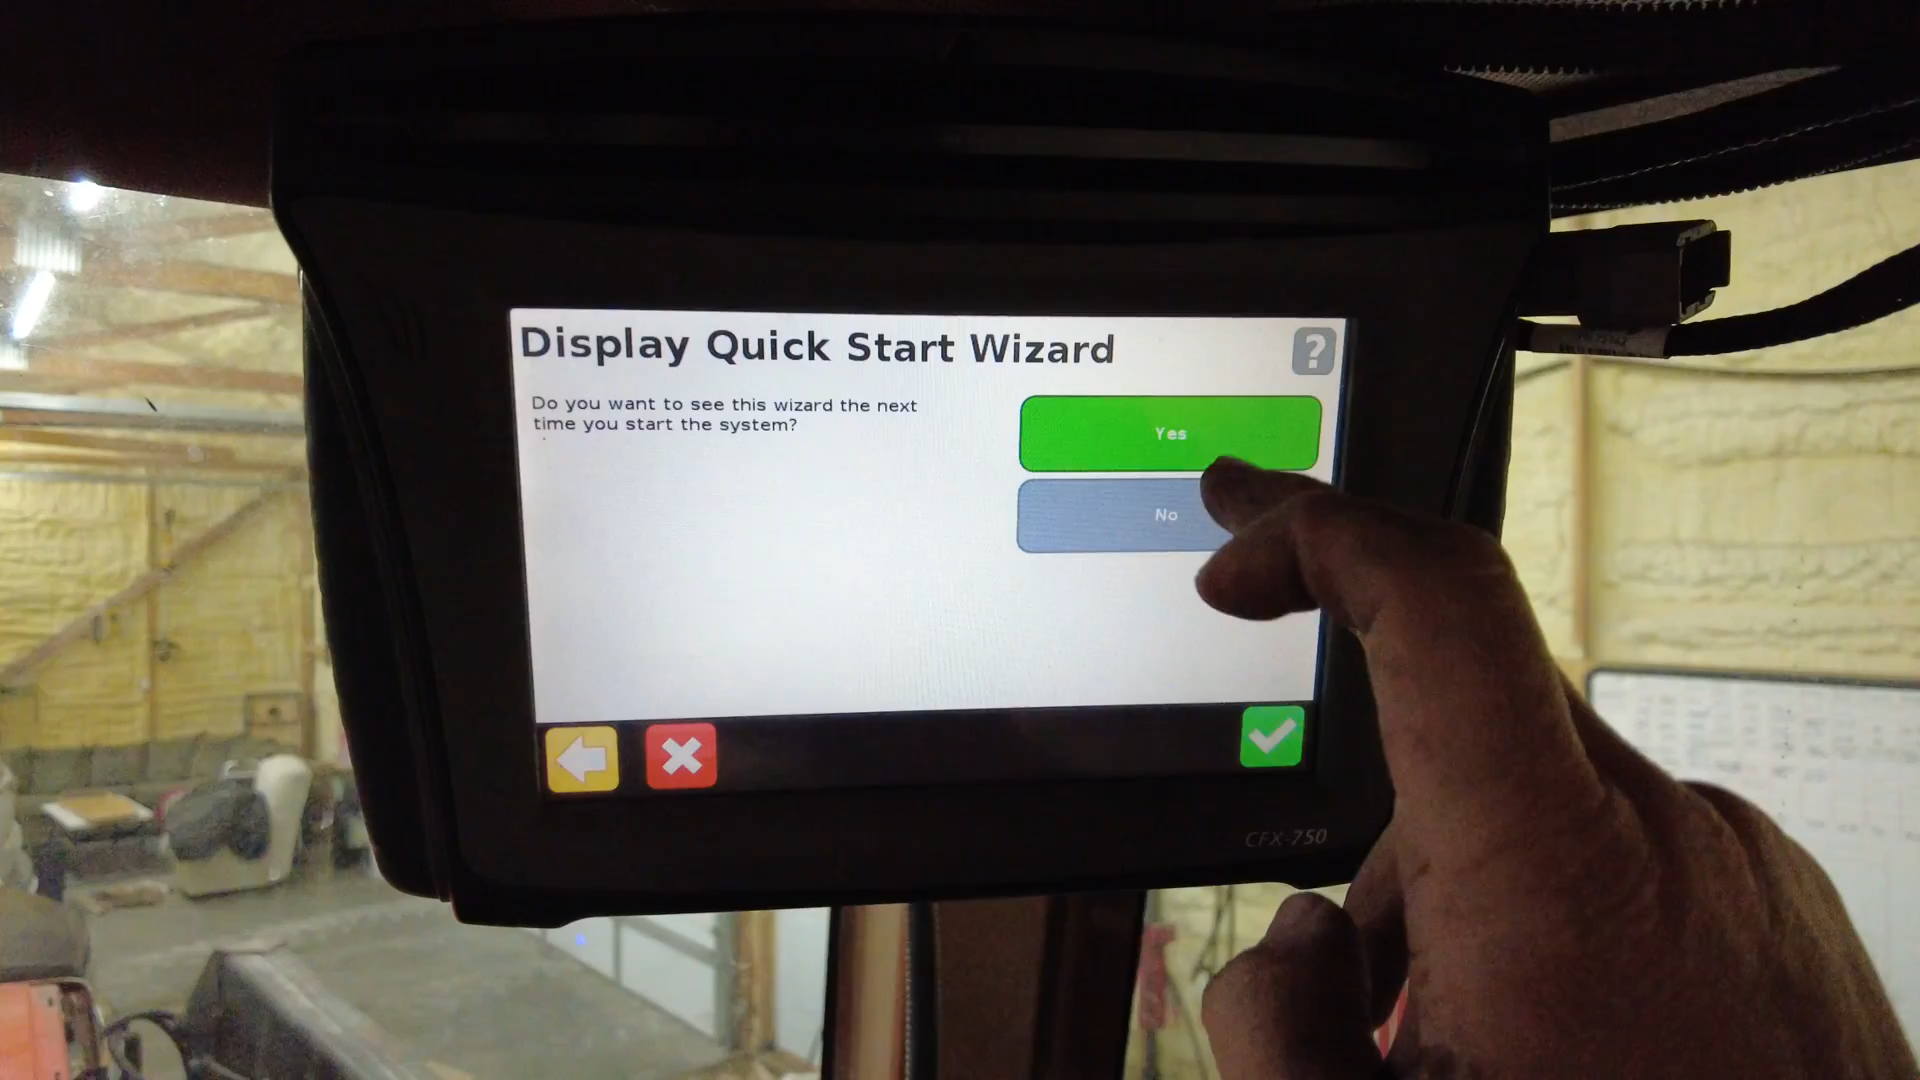 Display Quick Start Wizard
?
Do you want to see this wizard the next
time you start the system?
Yes
No
CFX-750